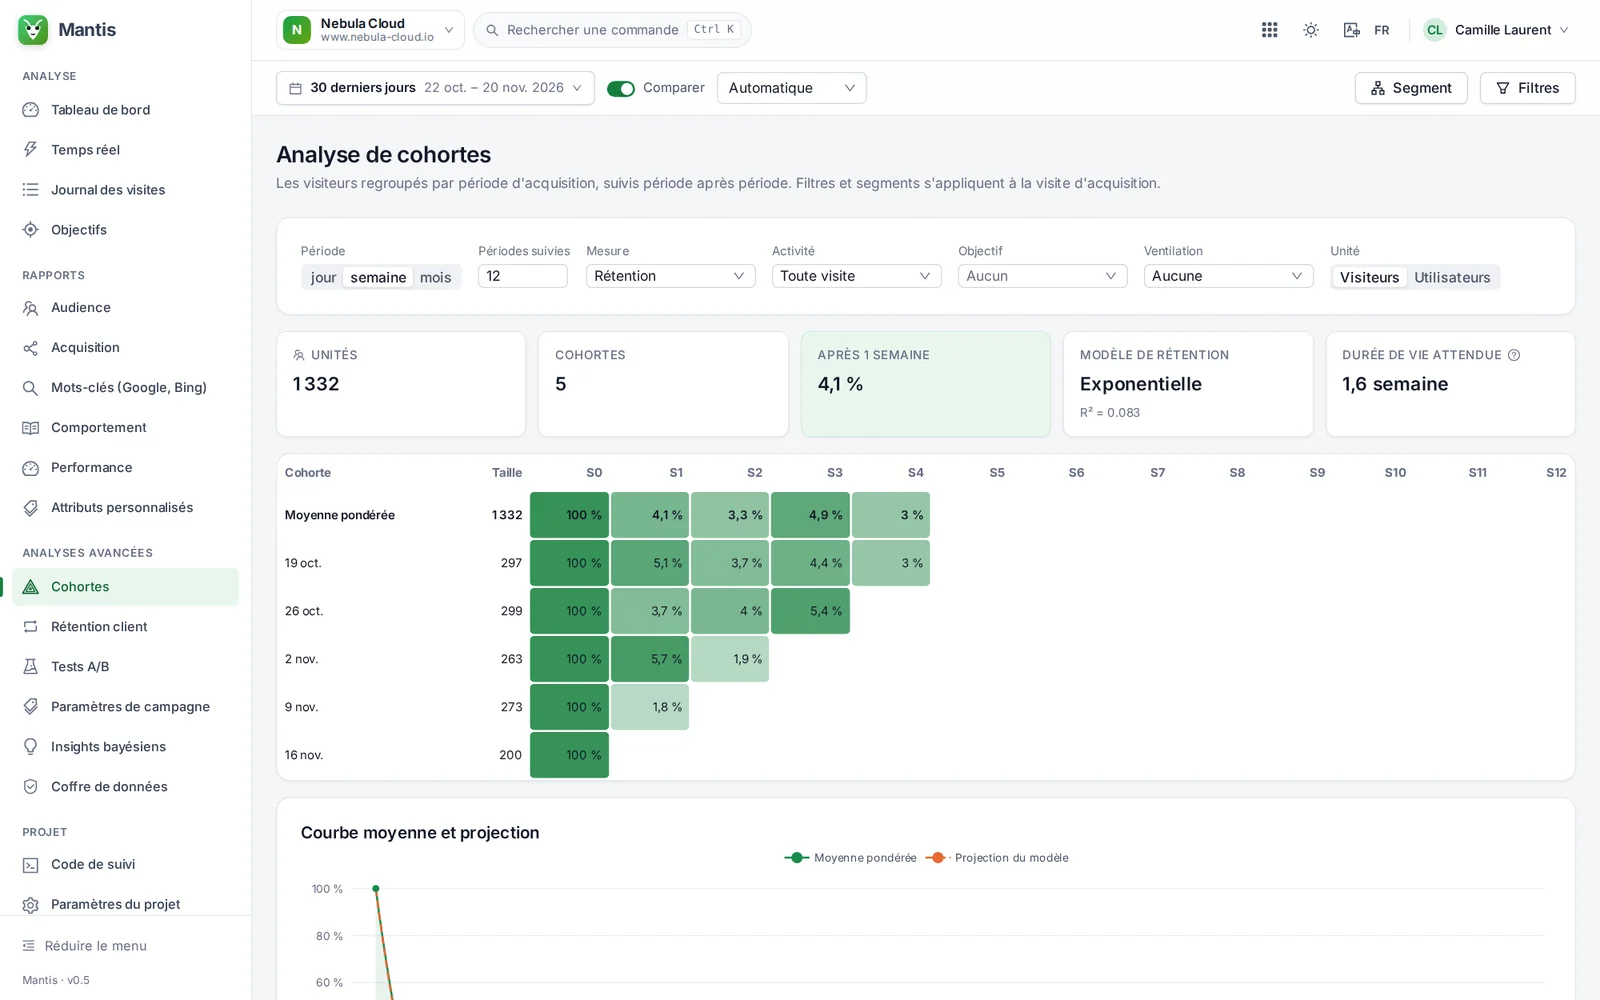 Mantis
ANALYSE
Tableau de bord
Temps réel
Journal des visites
Objectifs
RAPPORTS
Audience
Acquisition
Mots-clés (Google, Bing)
Comportement
Performance
Attributs personnalisés
ANALYSES AVANCÉES
Cohortes
Rétention client
Tests A/B
Paramètres de campagne
Insights bayésiens
Coffre de données
PROJET
Code de suivi
Paramètres du projet
Réduire le menu
Mantis · v0.5
N Nebula Cloud
www.nebula-cloud.io
Rechercher une commande Ctrl K
FR CL Camille Laurent
30 derniers jours 22 oct. – 20 nov. 2026 Comparer Automatique Segment Filtres
Analyse de cohortes
Les visiteurs regroupés par période d'acquisition, suivis période après période. Filtres et segments s'appliquent à la visite d'acquisition.
Période Périodes suivies Mesure Activité Objectif Ventilation Unité
jour semaine mois 12 Rétention Toute visite Aucun Aucune Visiteurs Utilisateurs
UNITÉS COHORTES APRÈS 1 SEMAINE MODÈLE DE RÉTENTION DURÉE DE VIE ATTENDUE
1 332 5 4,1 % Exponentielle 1,6 semaine
R² = 0.083
Cohorte Taille S0 S1 S2 S3 S4 S5 S6 S7 S8 S9 S10 S11 S12
Moyenne pondérée 1 332 100 % 4,1 % 3,3 % 4,9 % 3 %
19 oct. 297 100 % 5,1 % 3,7 % 4,4 % 3 %
26 oct. 299 100 % 3,7 % 4 % 5,4 %
2 nov. 263 100 % 5,7 % 1,9 %
9 nov. 273 100 % 1,8 %
16 nov. 200 100 %
Courbe moyenne et projection
Moyenne pondérée Projection du modèle
100 %
80 %
60 %